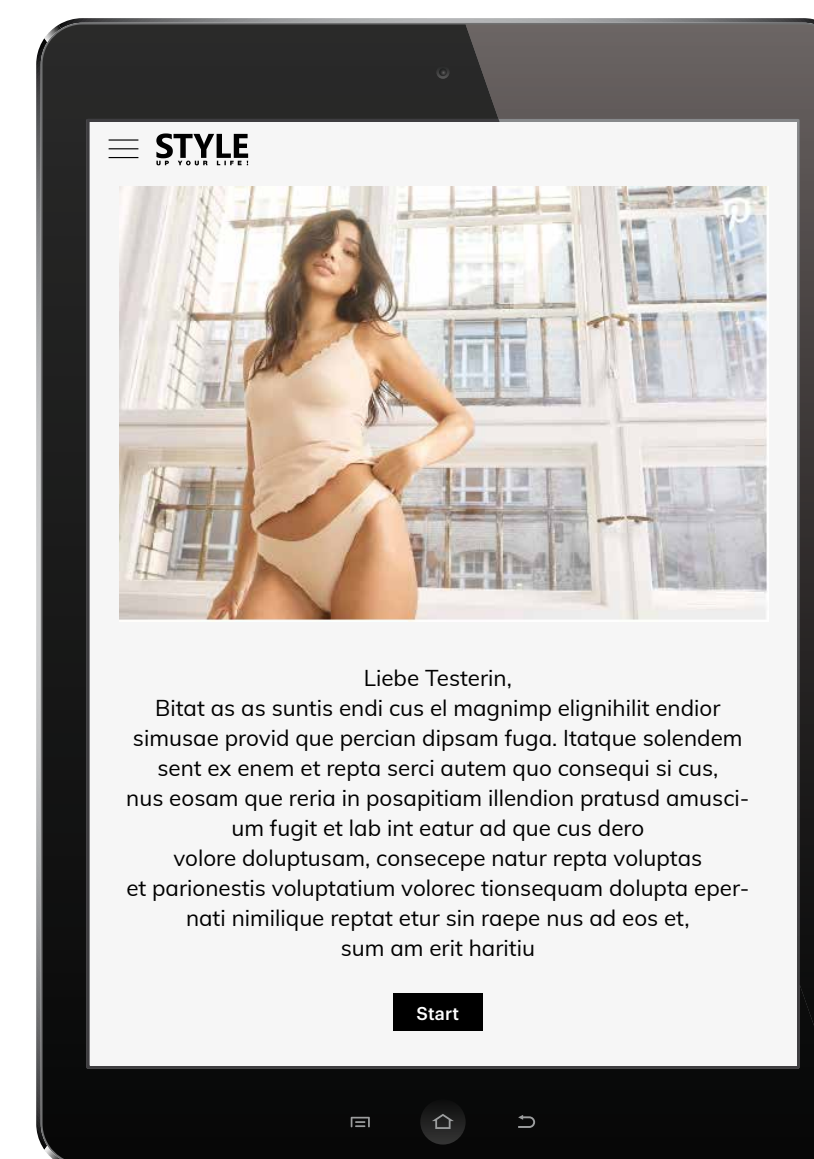 STYLE
UP YOUR LIFE!
Liebe Testerin,
Bitat as as suntis endi cus el magnimp elignihilit endior
simusae provid que percian dipsam fuga. Itatque solendem
sent ex enem et repta serci autem quo consequi si cus,
nus eosam que reria in posapitiam illendion pratusd amusci-
um fugit et lab int eatur ad que cus dero
volore doluptusam, consecepe natur repta voluptas
et parionestis voluptatium volorec tionsequam dolupta eper-
nati nimilique reptat etur sin raepe nus ad eos et,
sum am erit haritiu
Start